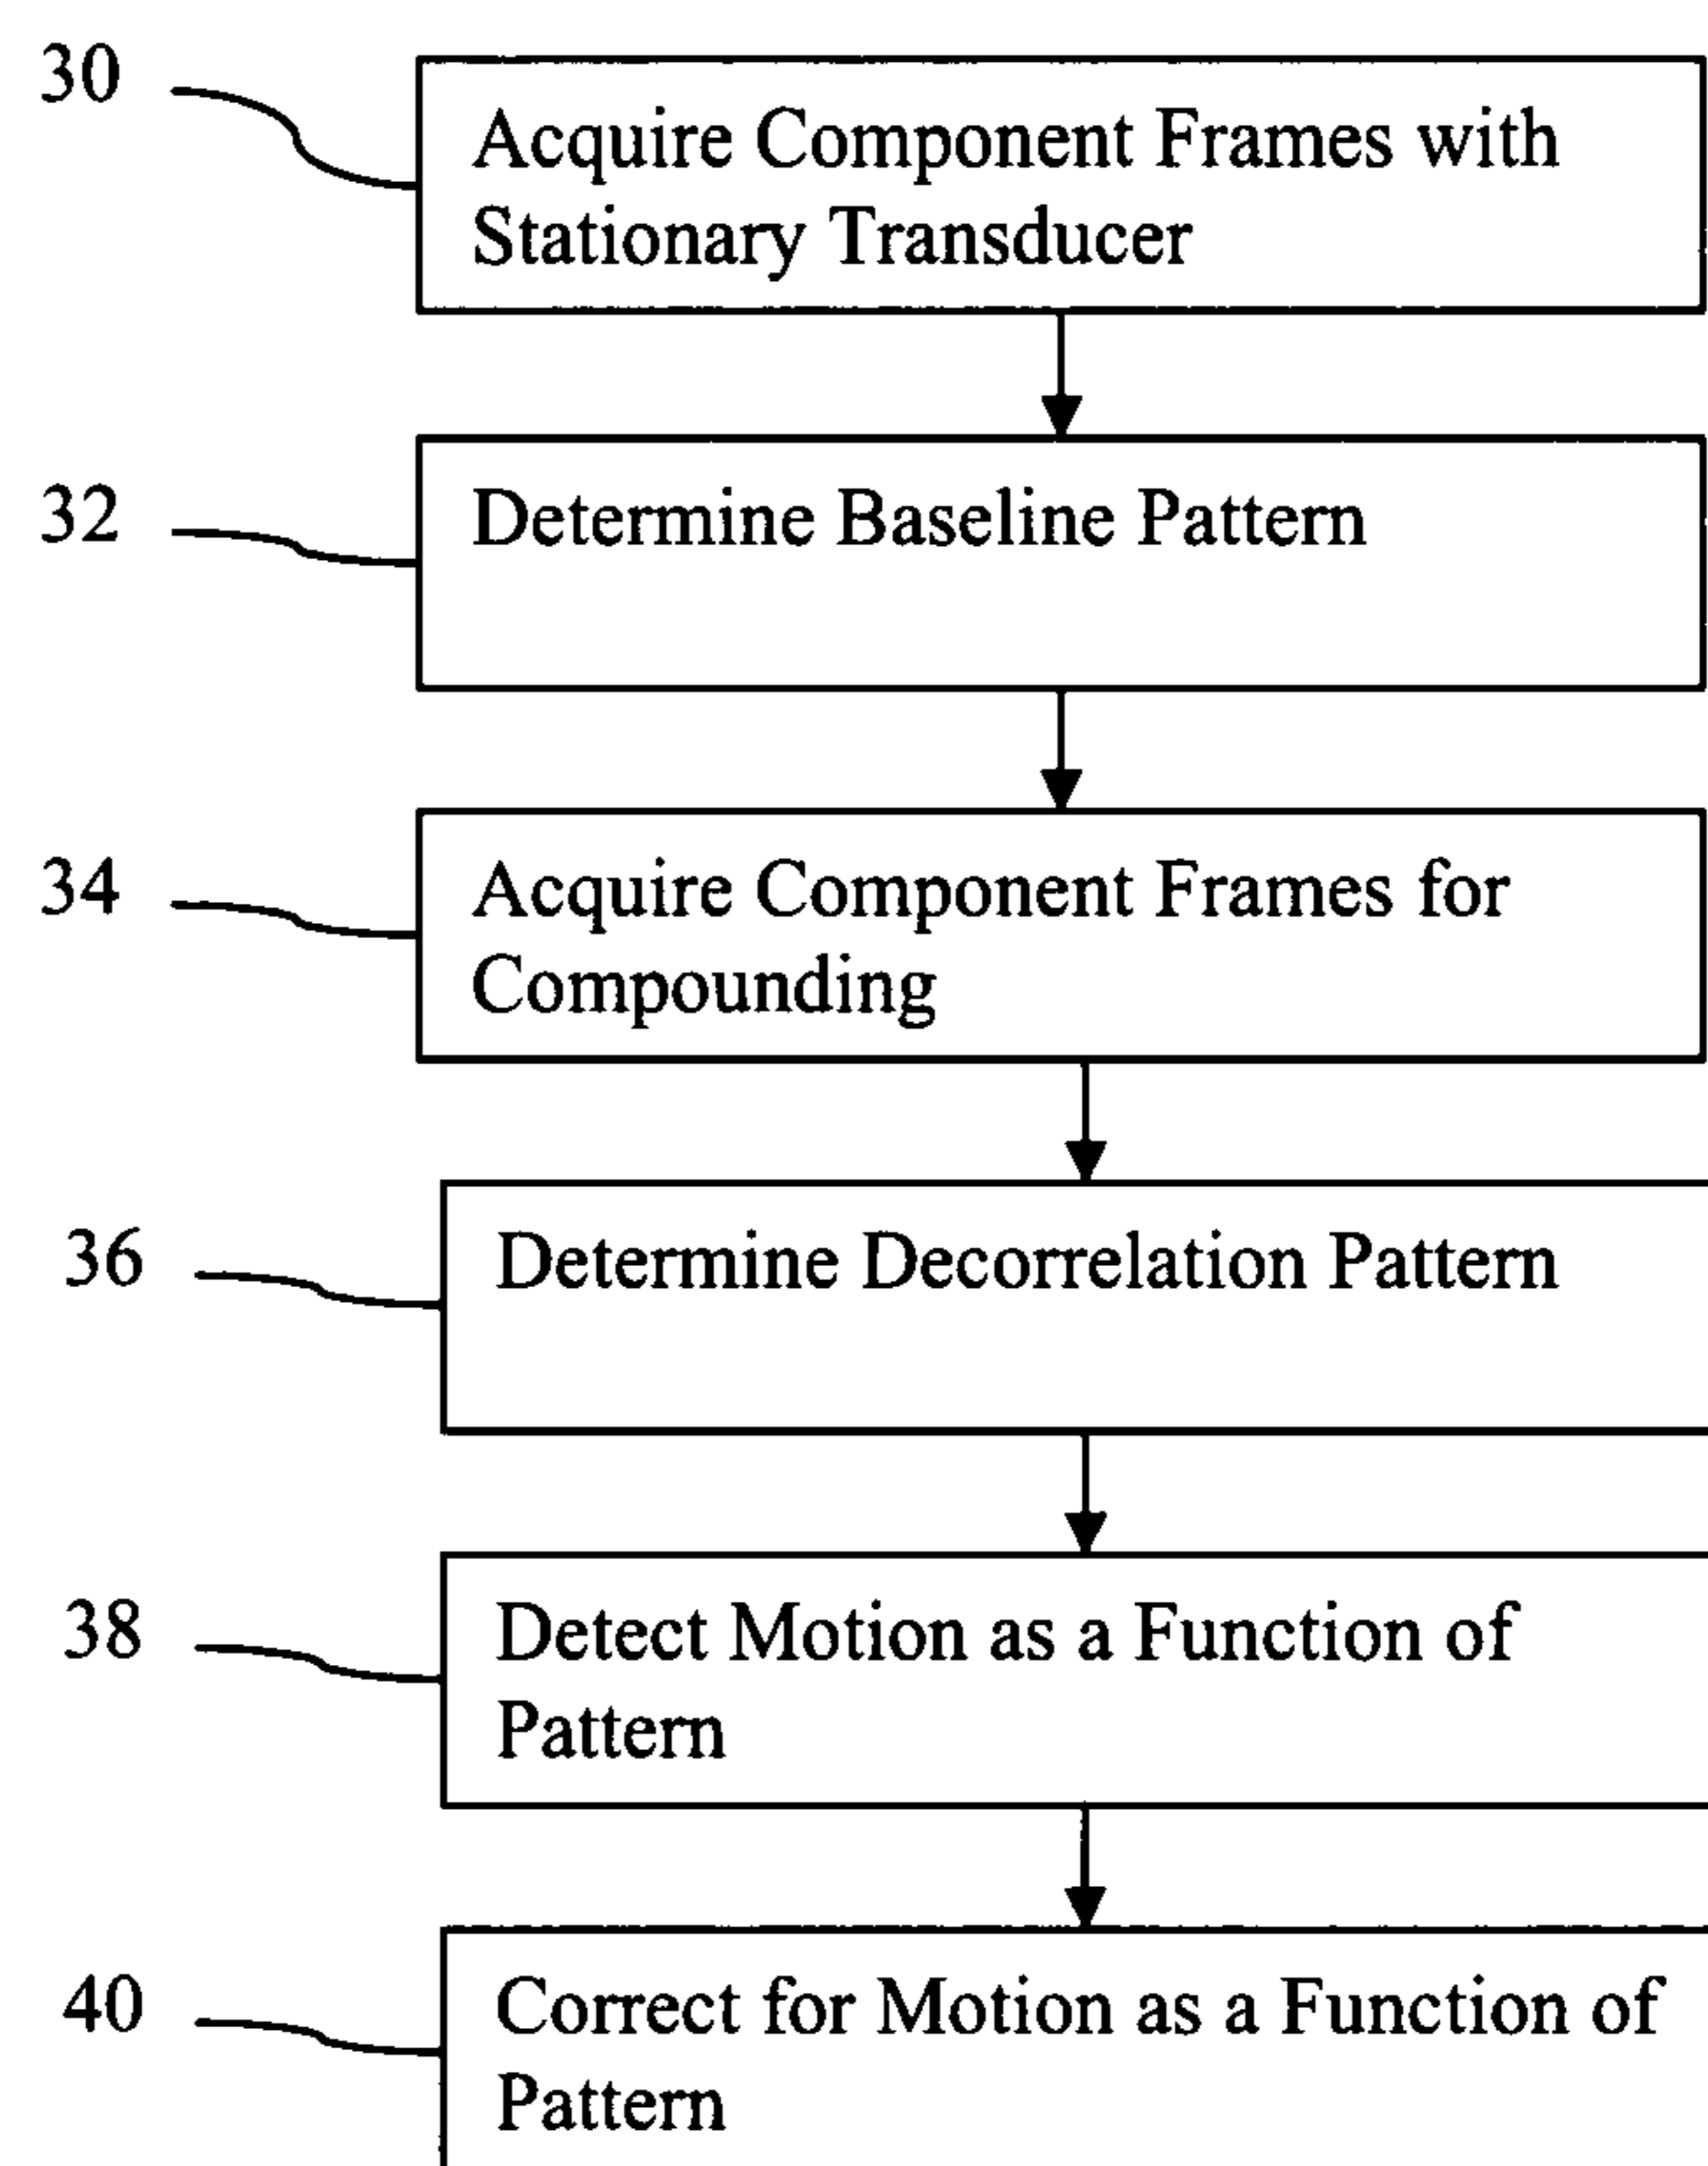 30
Acquire Component Frames with
Stationary Transducer
32
Determine Baseline Pattern
34
Acquire Component Frames for
Compounding
36
Determine Decorrelation Pattern
38
Detect Motion as a Function of
Pattern
40
Correct for Motion as a Function of
Pattern